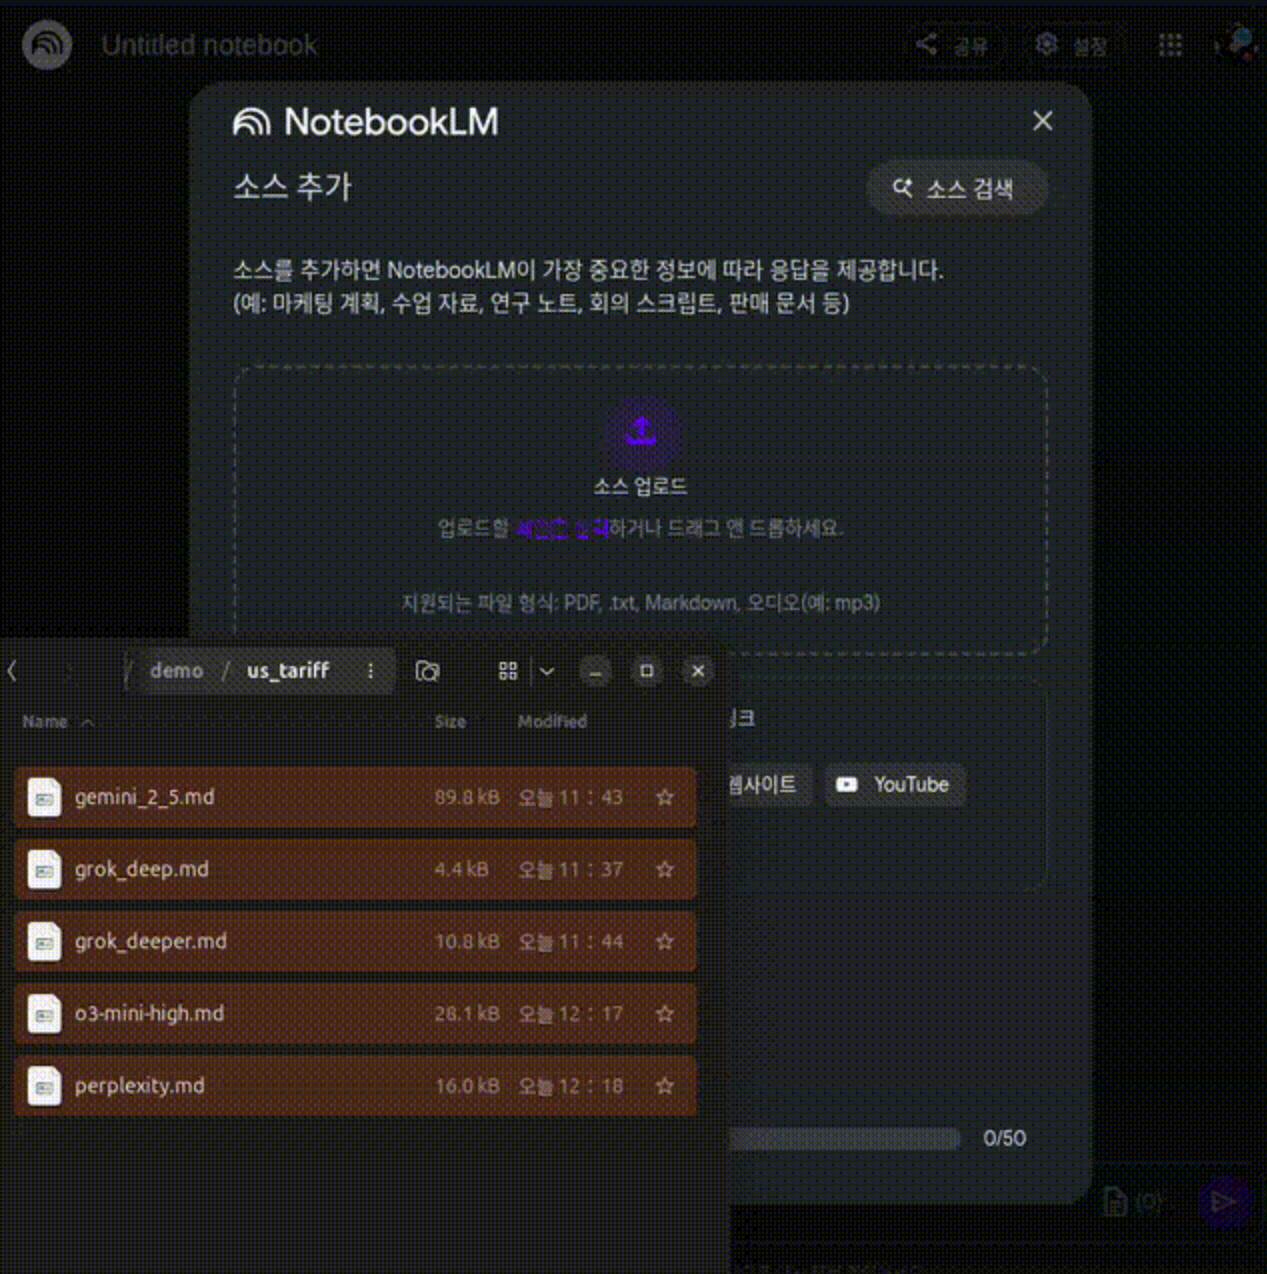 Untitled notebook
공유
설정
NotebookLM
소스 추가
소스 검색
소스를 추가하면 NotebookLM이 가장 중요한 정보에 따라 응답을 제공합니다.
(예: 마케팅 계획, 수업 자료, 연구 노트, 회의 스크립트, 판매 문서 등)
소스 업로드
업로드할 하거나 드래그 앤 드롭하세요.
지원되는 파일 형식: PDF, .txt, Markdown, 오디오(예: mp3)
/ demo / us_tariff
Name Size Modified
gemini_2_5.md 89.8 kB 오늘 11 : 43
grok_deep.md 4.4 kB 오늘 11 : 37
grok_deeper.md 10.8 kB 오늘 11 : 44
o3-mini-high.md 28.1 kB 오늘 12 : 17
perplexity.md 16.0 kB 오늘 12 : 18
크
사이트
YouTube
0/50
(0)